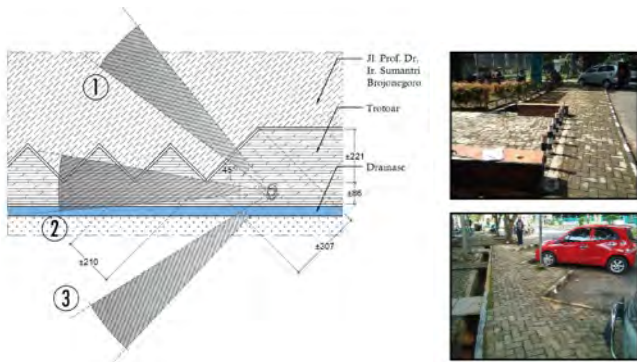 1
Jl. Prof. Dr.
Ir. Sumantri
Brojonegoro
Trotoar
±221
45
±86
Drainase
2
±210
±207
3